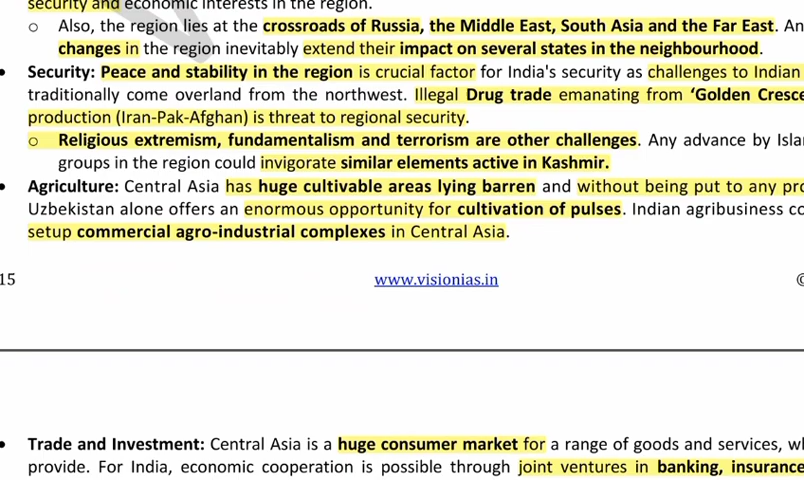 security and economic interests in the region.
o Also, the region lies at the crossroads of Russia, the Middle East, South Asia and the Far East. An
changes in the region inevitably extend their impact on several states in the neighbourhood.
• Security: Peace and stability in the region is crucial factor for India's security as challenges to Indian
traditionally come overland from the northwest. Illegal Drug trade emanating from ‘Golden Cresce
production (Iran-Pak-Afghan) is threat to regional security.
o Religious extremism, fundamentalism and terrorism are other challenges. Any advance by Isla
groups in the region could invigorate similar elements active in Kashmir.
• Agriculture: Central Asia has huge cultivable areas lying barren and without being put to any pro
Uzbekistan alone offers an enormous opportunity for cultivation of pulses. Indian agribusiness co
setup commercial agro-industrial complexes in Central Asia.
15 www.visionias.in ©
• Trade and Investment: Central Asia is a huge consumer market for a range of goods and services, wh
provide. For India, economic cooperation is possible through joint ventures in banking, insurance